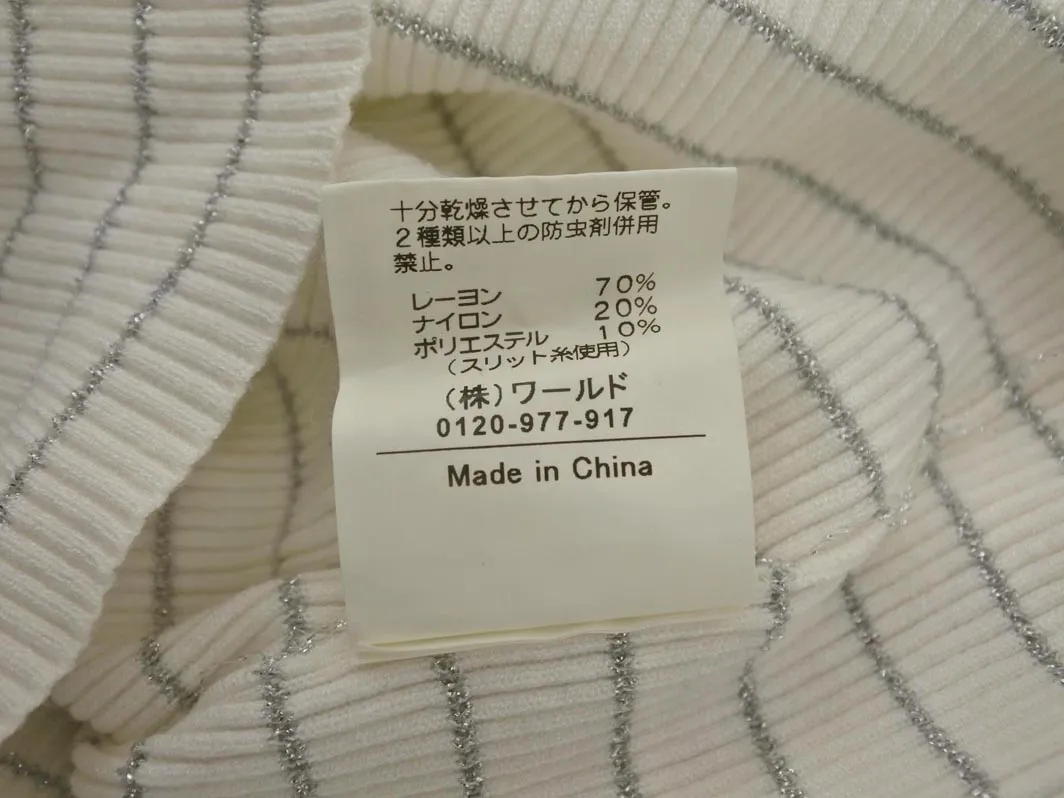 十分乾燥させてから保管。
２種類以上の防虫剤併用
禁止。
レーヨン 70%
ナイロン 20%
ポリエステル 10%
（スリット糸使用）
（株）ワールド
0120-977-917
Made in China